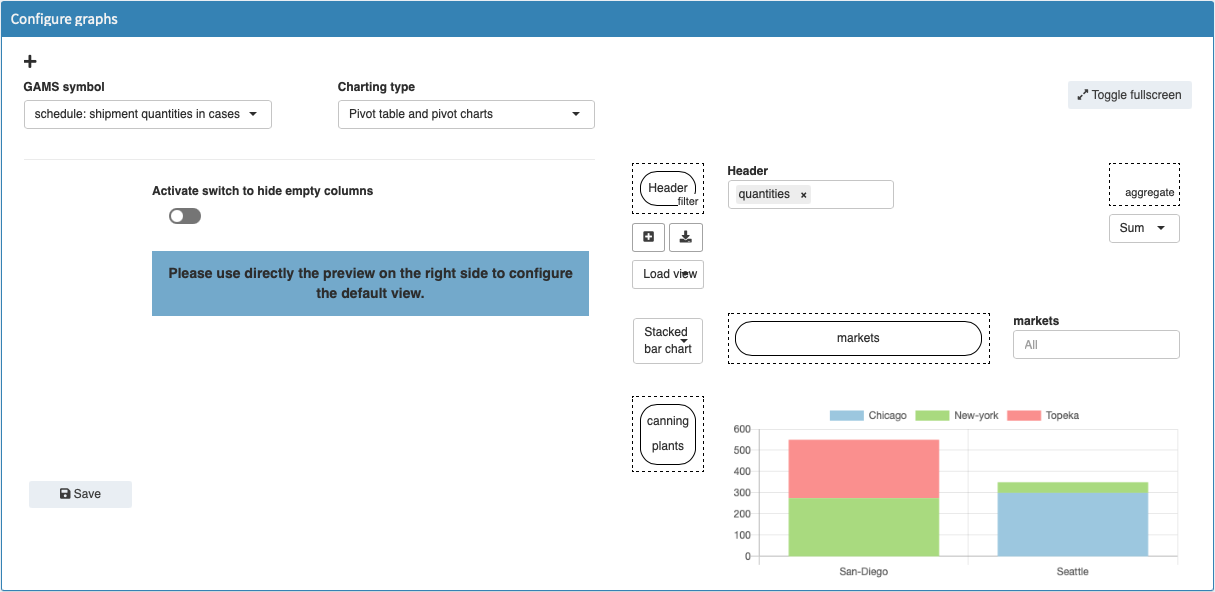 Configure graphs
GAMS symbol
Charting type
schedule: shipment quantities in cases
Pivot table and pivot charts
Toggle fullscreen
Activate switch to hide empty columns
Please use directly the preview on the right side to configure
the default view.
Save
Header
filter
Header
quantities ×
aggregate
Sum
Load view
Stacked
bar chart
markets
markets
All
canning
plants
Chicago
New-york
Topeka
600
500
400
300
200
100
0
San-Diego
Seattle